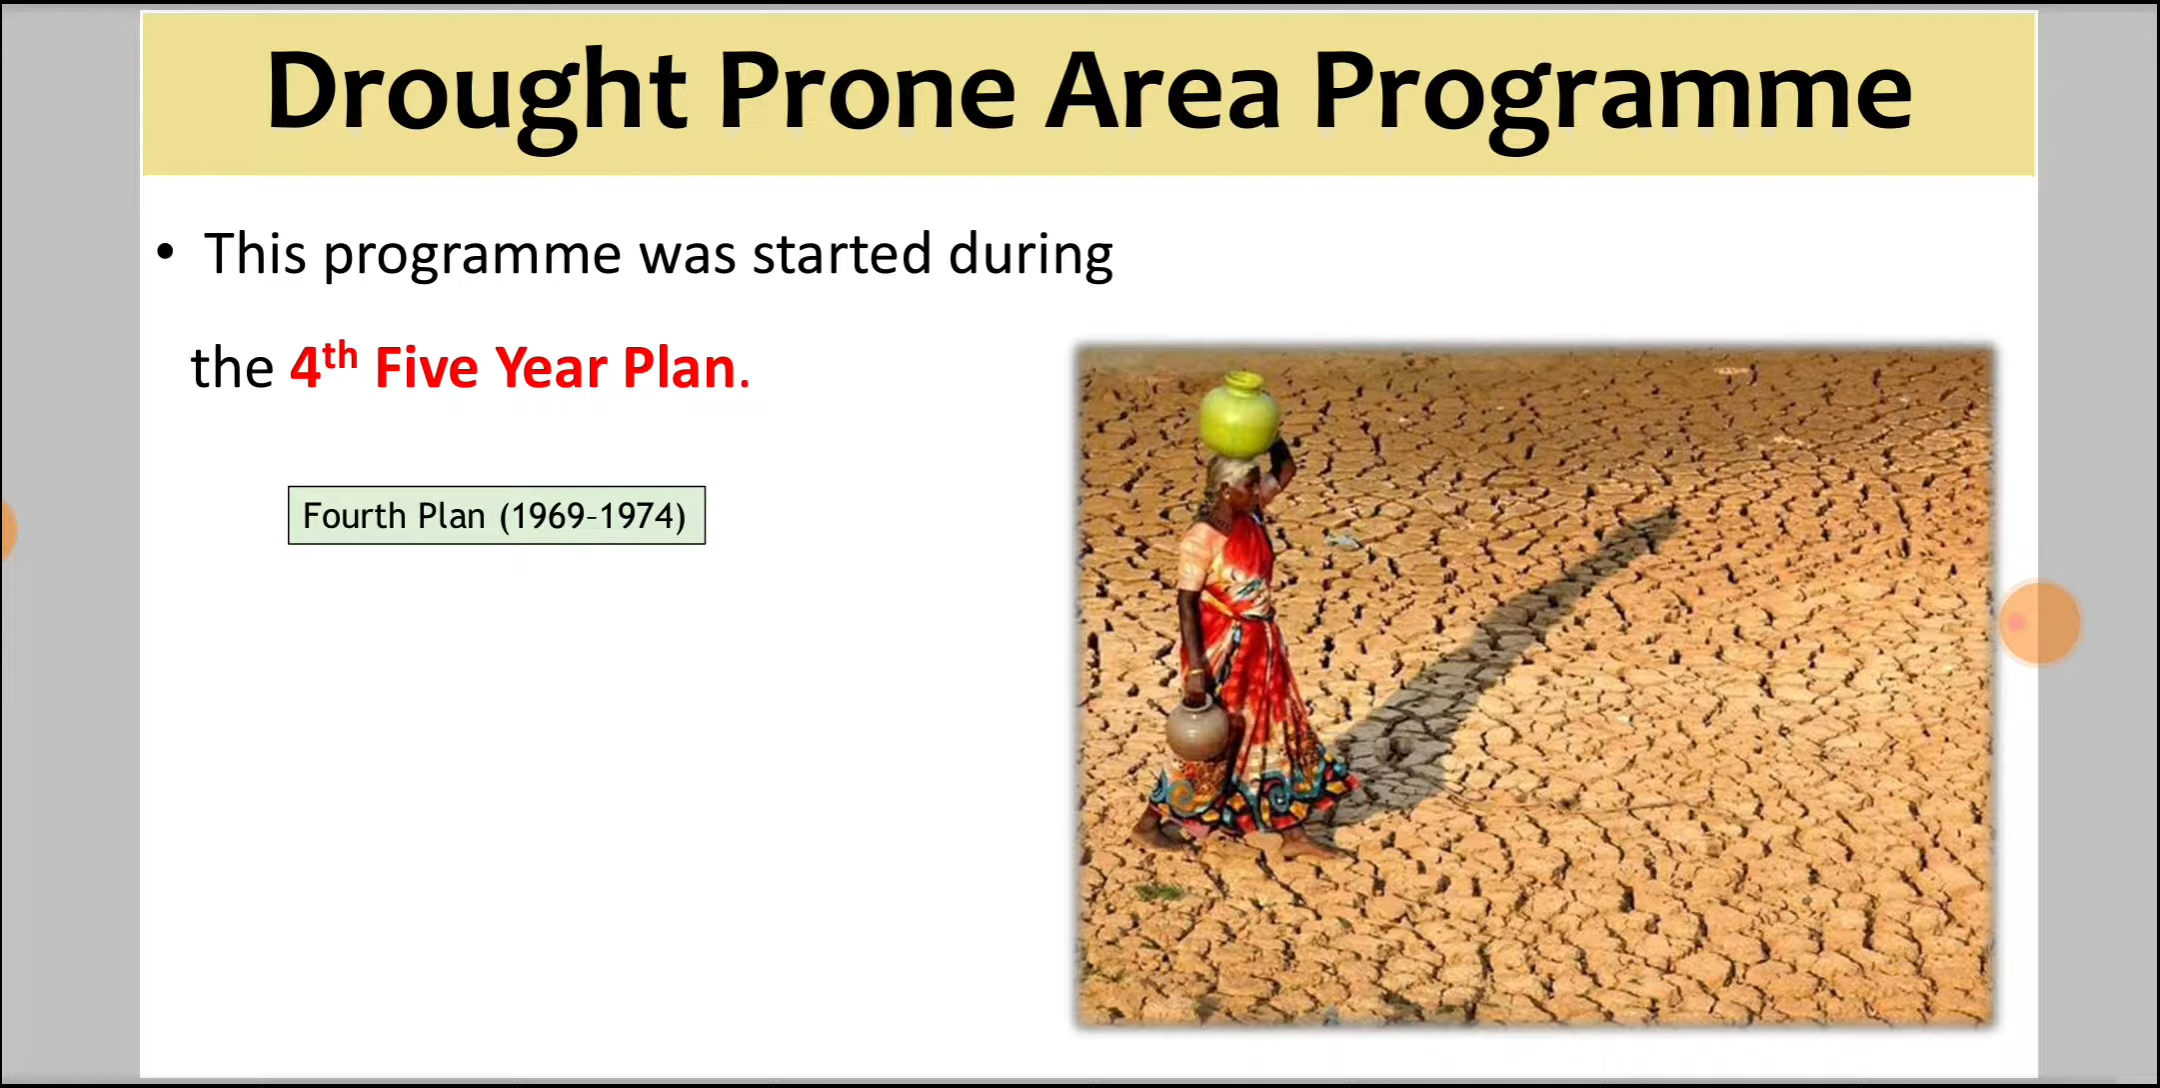 Drought Prone Area Programme
• This programme was started during
the 4th Five Year Plan.
Fourth Plan (1969-1974)